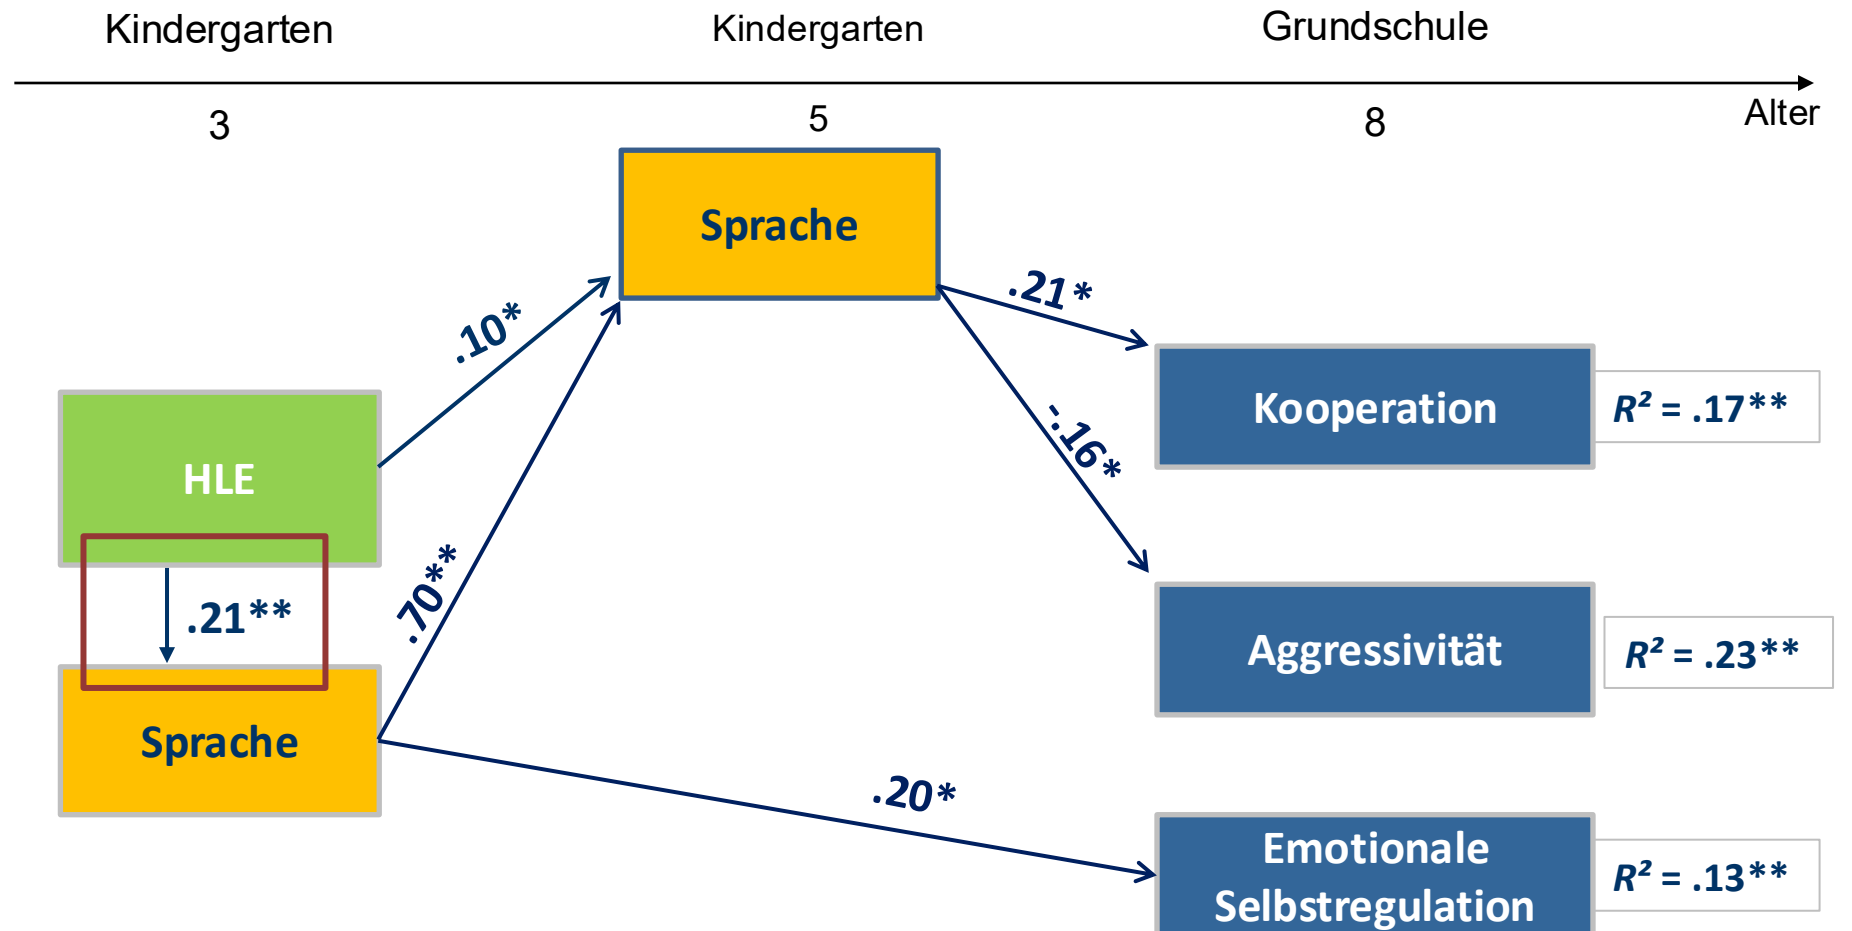 Kindergarten
Kindergarten
Grundschule
3
5
8
Alter
Sprache
.10*
.21*
HLE
Kooperation
R² = .17**
-.16*
.21**
.70**
Aggressivität
R² = .23**
Sprache
.20*
Emotionale
Selbstregulation
R² = .13**